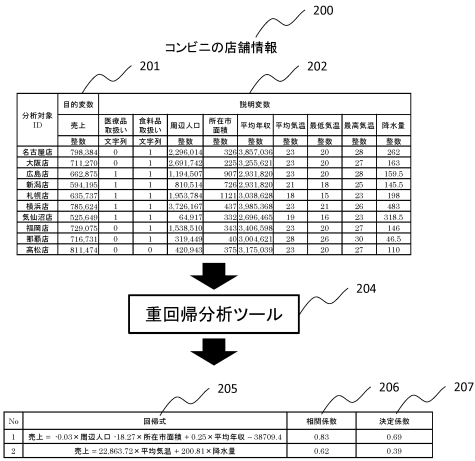 200
コンビニの店舗情報
201
202
分析対象ID 目的変数 説明変数
売上 医療品取扱い 食料品取扱い 周辺人口 所在市面積 平均年収 平均気温 最低気温 最高気温 降水量
整数 文字列 文字列 整数 整数 整数 整数 整数 整数 整数
名古屋店 798,384 0 1 2,296,014 326 3,857,036 23 20 28 262
大阪店 711,270 0 1 2,691,742 225 3,255,621 23 20 27 163
広島店 662,875 1 1 1,194,507 907 2,931,820 23 20 28 159.5
新潟店 594,195 1 1 810,514 726 2,931,820 21 18 25 145.5
札幌店 635,737 1 1 1,953,784 1121 3,038,628 18 15 23 198
横浜店 785,624 1 1 3,726,167 437 3,985,368 23 21 26 483
気仙沼店 525,649 1 1 64,917 332 2,696,465 19 16 23 318.5
福岡店 729,075 0 1 1,538,510 343 3,406,598 23 20 27 146
那覇店 716,731 0 1 319,449 40 3,004,621 28 26 30 46.5
高松店 811,474 0 0 420,943 375 3,175,039 23 20 27 110
204
重回帰分析ツール
205
206
207
No 回帰式 相関係数 決定係数
1 売上 = -0.03×周辺人口 -18.27×所在市面積 + 0.25×平均年収 - 38709.4 0.83 0.69
2 売上 = 22,863.72×平均気温 + 200.81×降水量 0.62 0.39